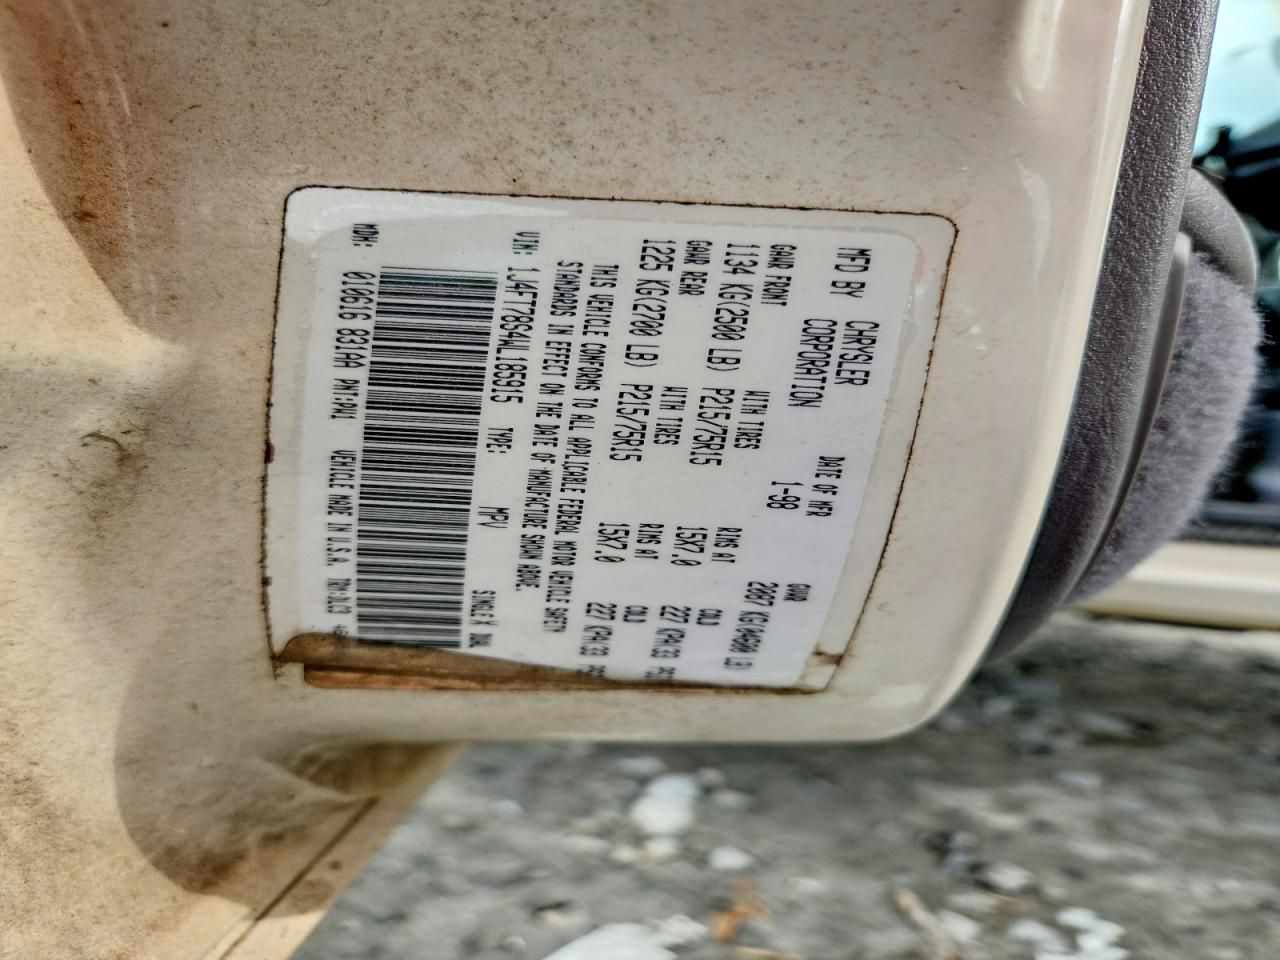 MFD BY CHRYSLER CORPORATION DATE OF MFR 1-98 GVWR
GAWR FRONT WITH TIRES RIMS AT COLD
1134 KG(2500 LB) P215/75R15 15X7.0 227 KPA(33
GAWR REAR WITH TIRES RIMS AT COLD
1225 KG(2700 LB) P215/75R15 15X7.0 227 KPA(33
THIS VEHICLE CONFORMS TO ALL APPLICABLE FEDERAL MOTOR VEHICLE SAFETY
STANDARDS IN EFFECT ON THE DATE OF MANUFACTURE SHOWN ABOVE.
VIN: 1J4FT78S4WL185915 TYPE: MPV SINGLE X DUAL
MDH: 010616 831AA PNT:PW1 VEHICLE MADE IN U.S.A.